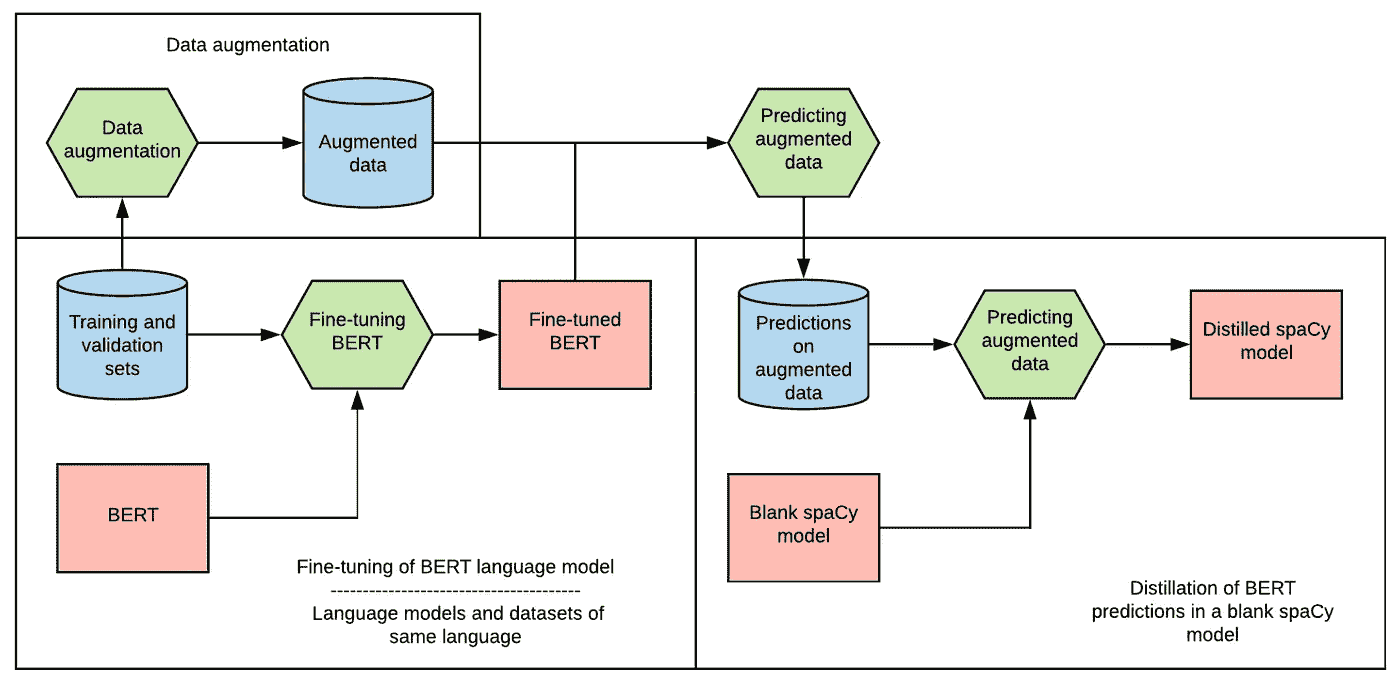 Data augmentation
Data
augmentation
Augmented
data
Predicting
augmented
data
Training and
validation
sets
Fine-tuning
BERT
Fine-tuned
BERT
BERT
Fine-tuning of BERT language model
---------------------------------------
Language models and datasets of
same language
Predictions
on
augmented
data
Predicting
augmented
data
Distilled spaCy
model
Blank spaCy
model
Distillation of BERT
predictions in a blank spaCy
model